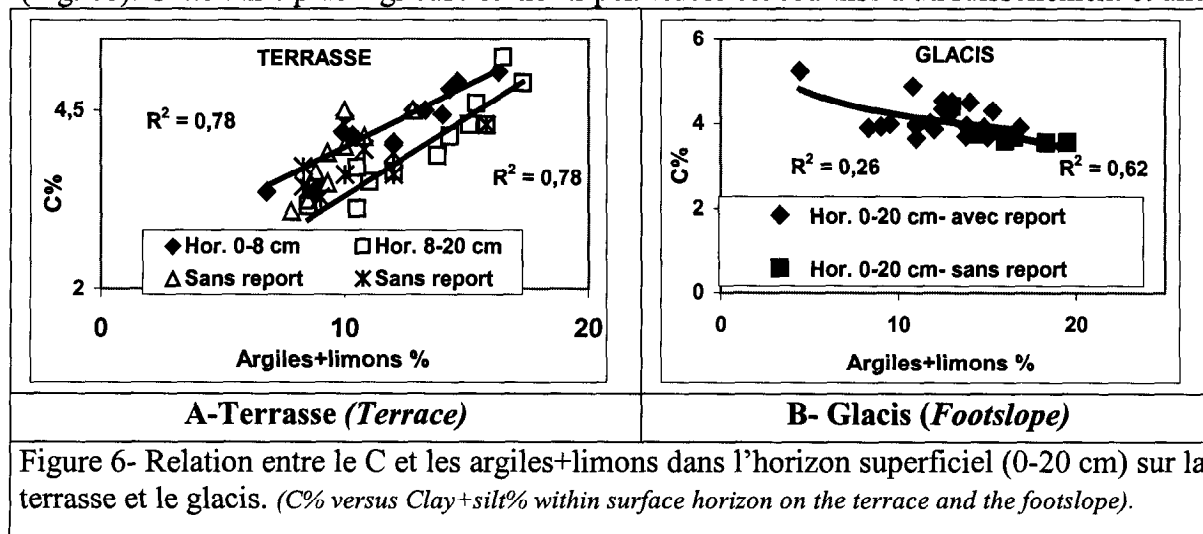 TERRASSE
4,5
R² = 0,78
C%
R² = 0,78
Hor. 0-8 cm
Hor. 8-20 cm
Sans report
Sans report
2
0
10
20
Argiles+limons %
A-Terrasse (Terrace)
6
GLACIS
4
C%
R² = 0,26
R² = 0,62
Hor. 0-20 cm- avec report
2
Hor. 0-20 cm- sans report
0
0
10
20
Argiles+limons %
B- Glacis (Footslope)
Figure 6- Relation entre le C et les argiles+limons dans l'horizon superficiel (0-20 cm) sur la
terrasse et le glacis. (C% versus Clay+silt% within surface horizon on the terrace and the footslope).